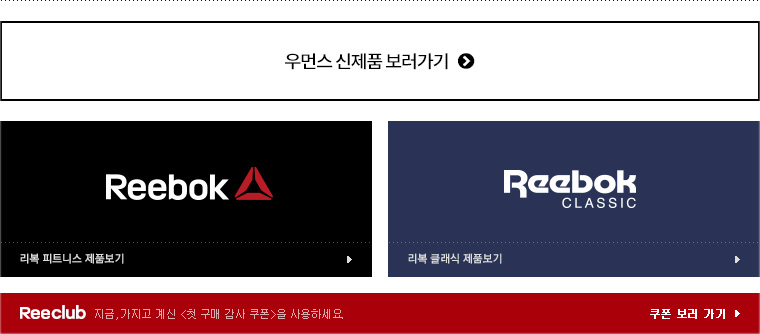 우먼스 신제품 보러가기
Reebok
리복 피트니스 제품보기
Reebok
CLASSIC
리복 클래식 제품보기
Reeclub 지금, 가지고 계신 <첫 구매 감사 쿠폰>을 사용하세요. 쿠폰 보러 가기